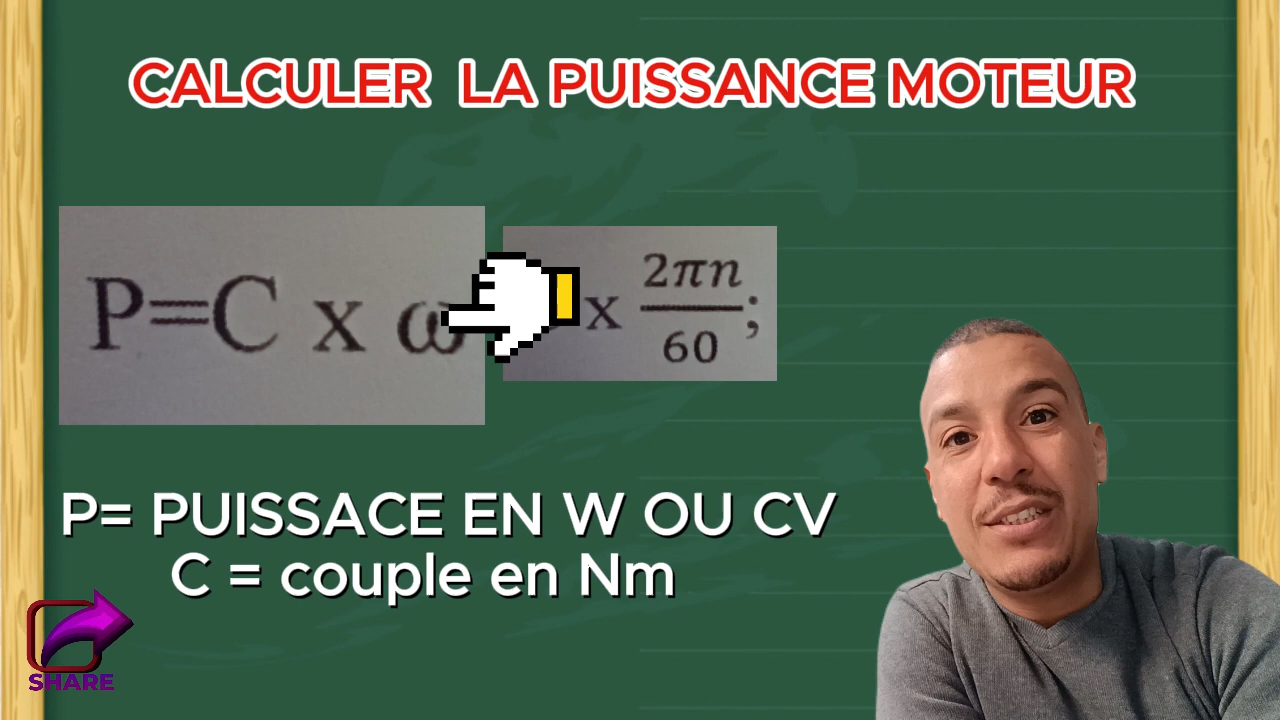 CALCULER LA PUISSANCE MOTEUR
P=C x ω
x 2πn/60;
P= PUISSACE EN W OU CV
C = couple en Nm
SHARE